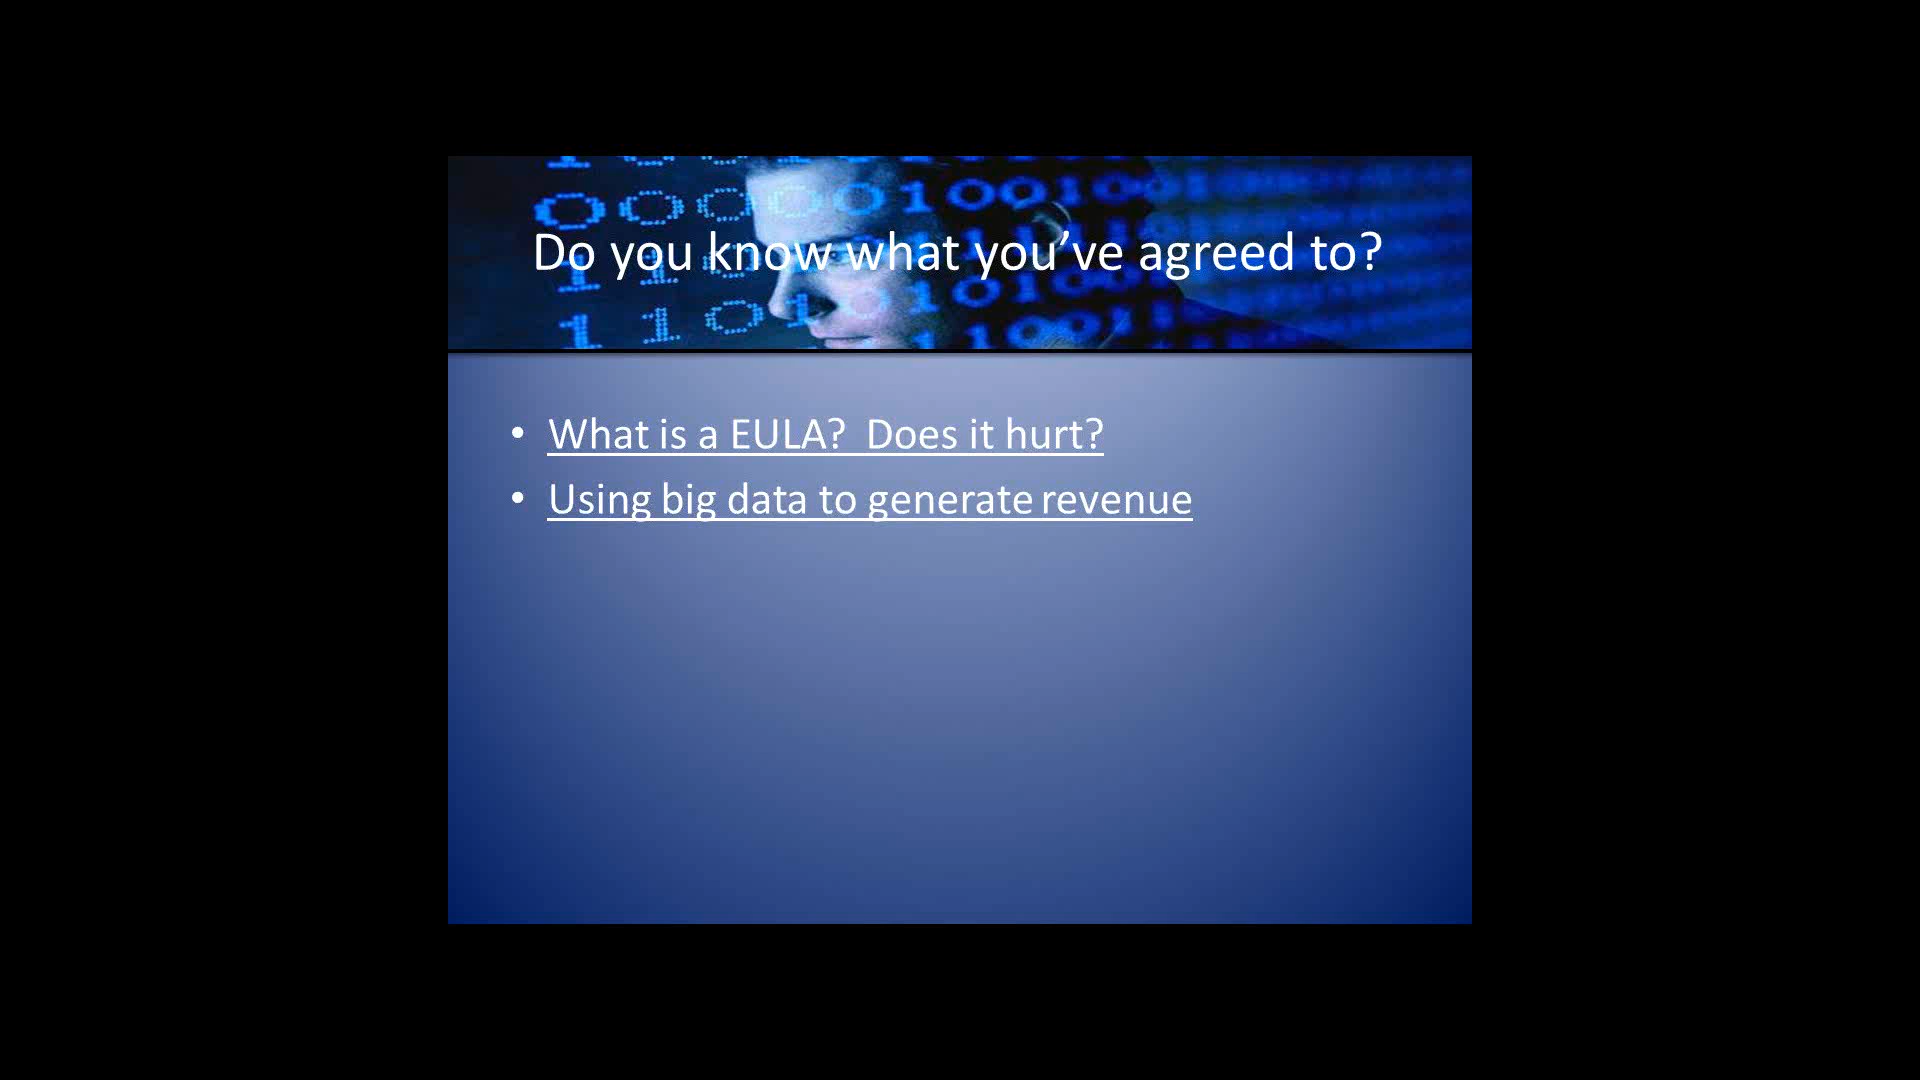 Do you know what you’ve agreed to?
• What is a EULA?  Does it hurt?
• Using big data to generate revenue